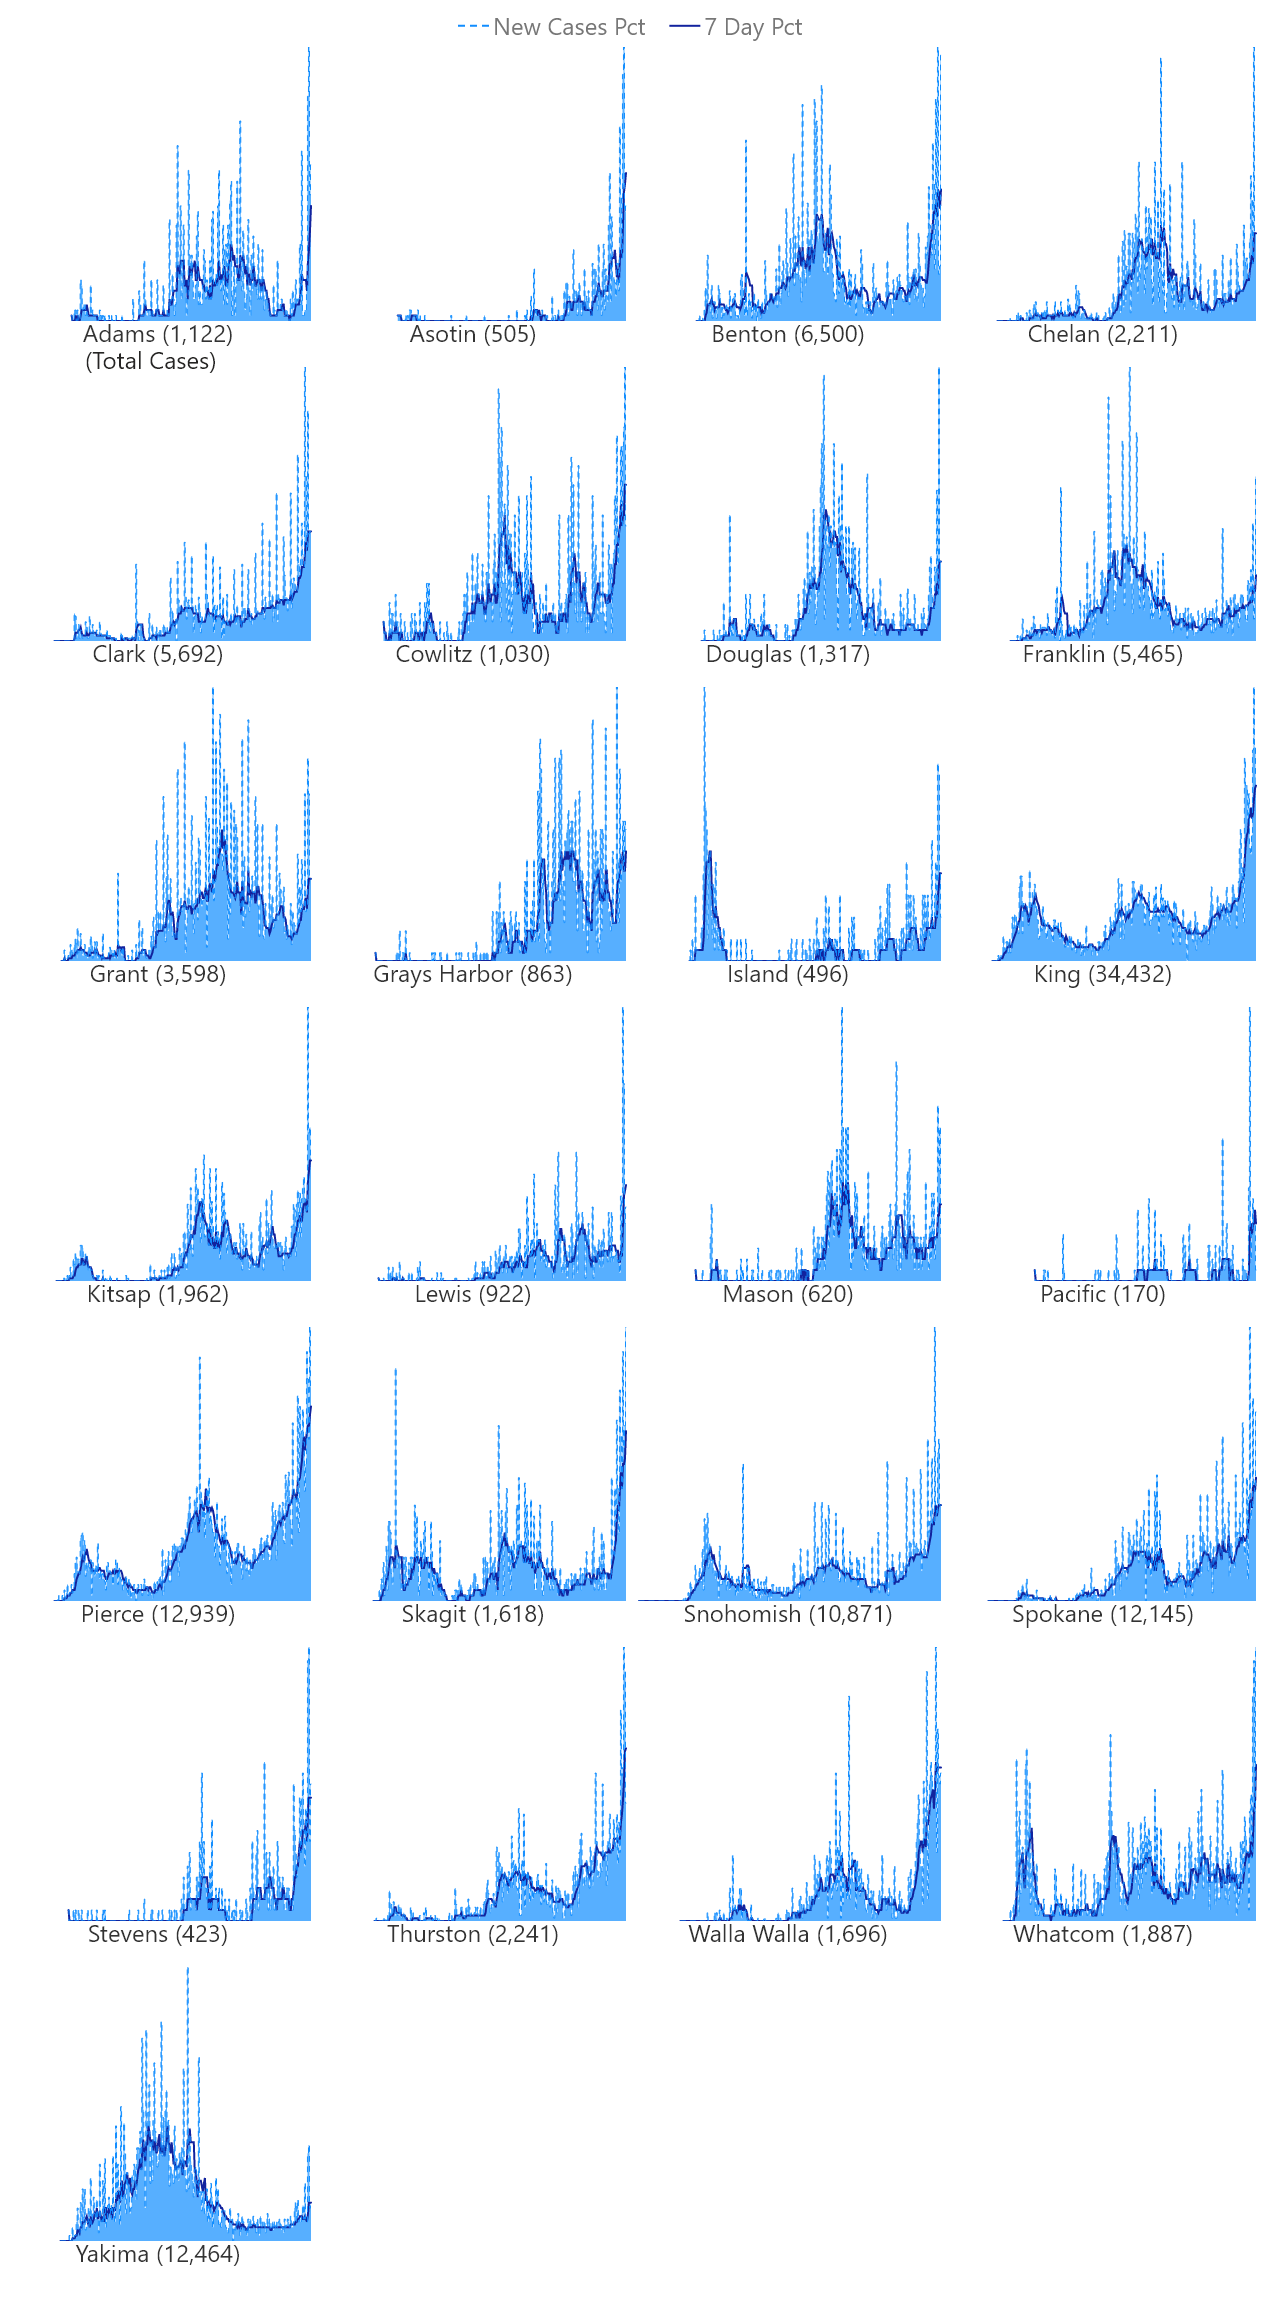 New Cases Pct 7 Day Pct
Adams (1,122) Asotin (505) Benton (6,500) Chelan (2,211)
(Total Cases)
Clark (5,692) Cowlitz (1,030) Douglas (1,317) Franklin (5,465)
Grant (3,598) Grays Harbor (863) Island (496) King (34,432)
Kitsap (1,962) Lewis (922) Mason (620) Pacific (170)
Pierce (12,939) Skagit (1,618) Snohomish (10,871) Spokane (12,145)
Stevens (423) Thurston (2,241) Walla Walla (1,696) Whatcom (1,887)
Yakima (12,464)